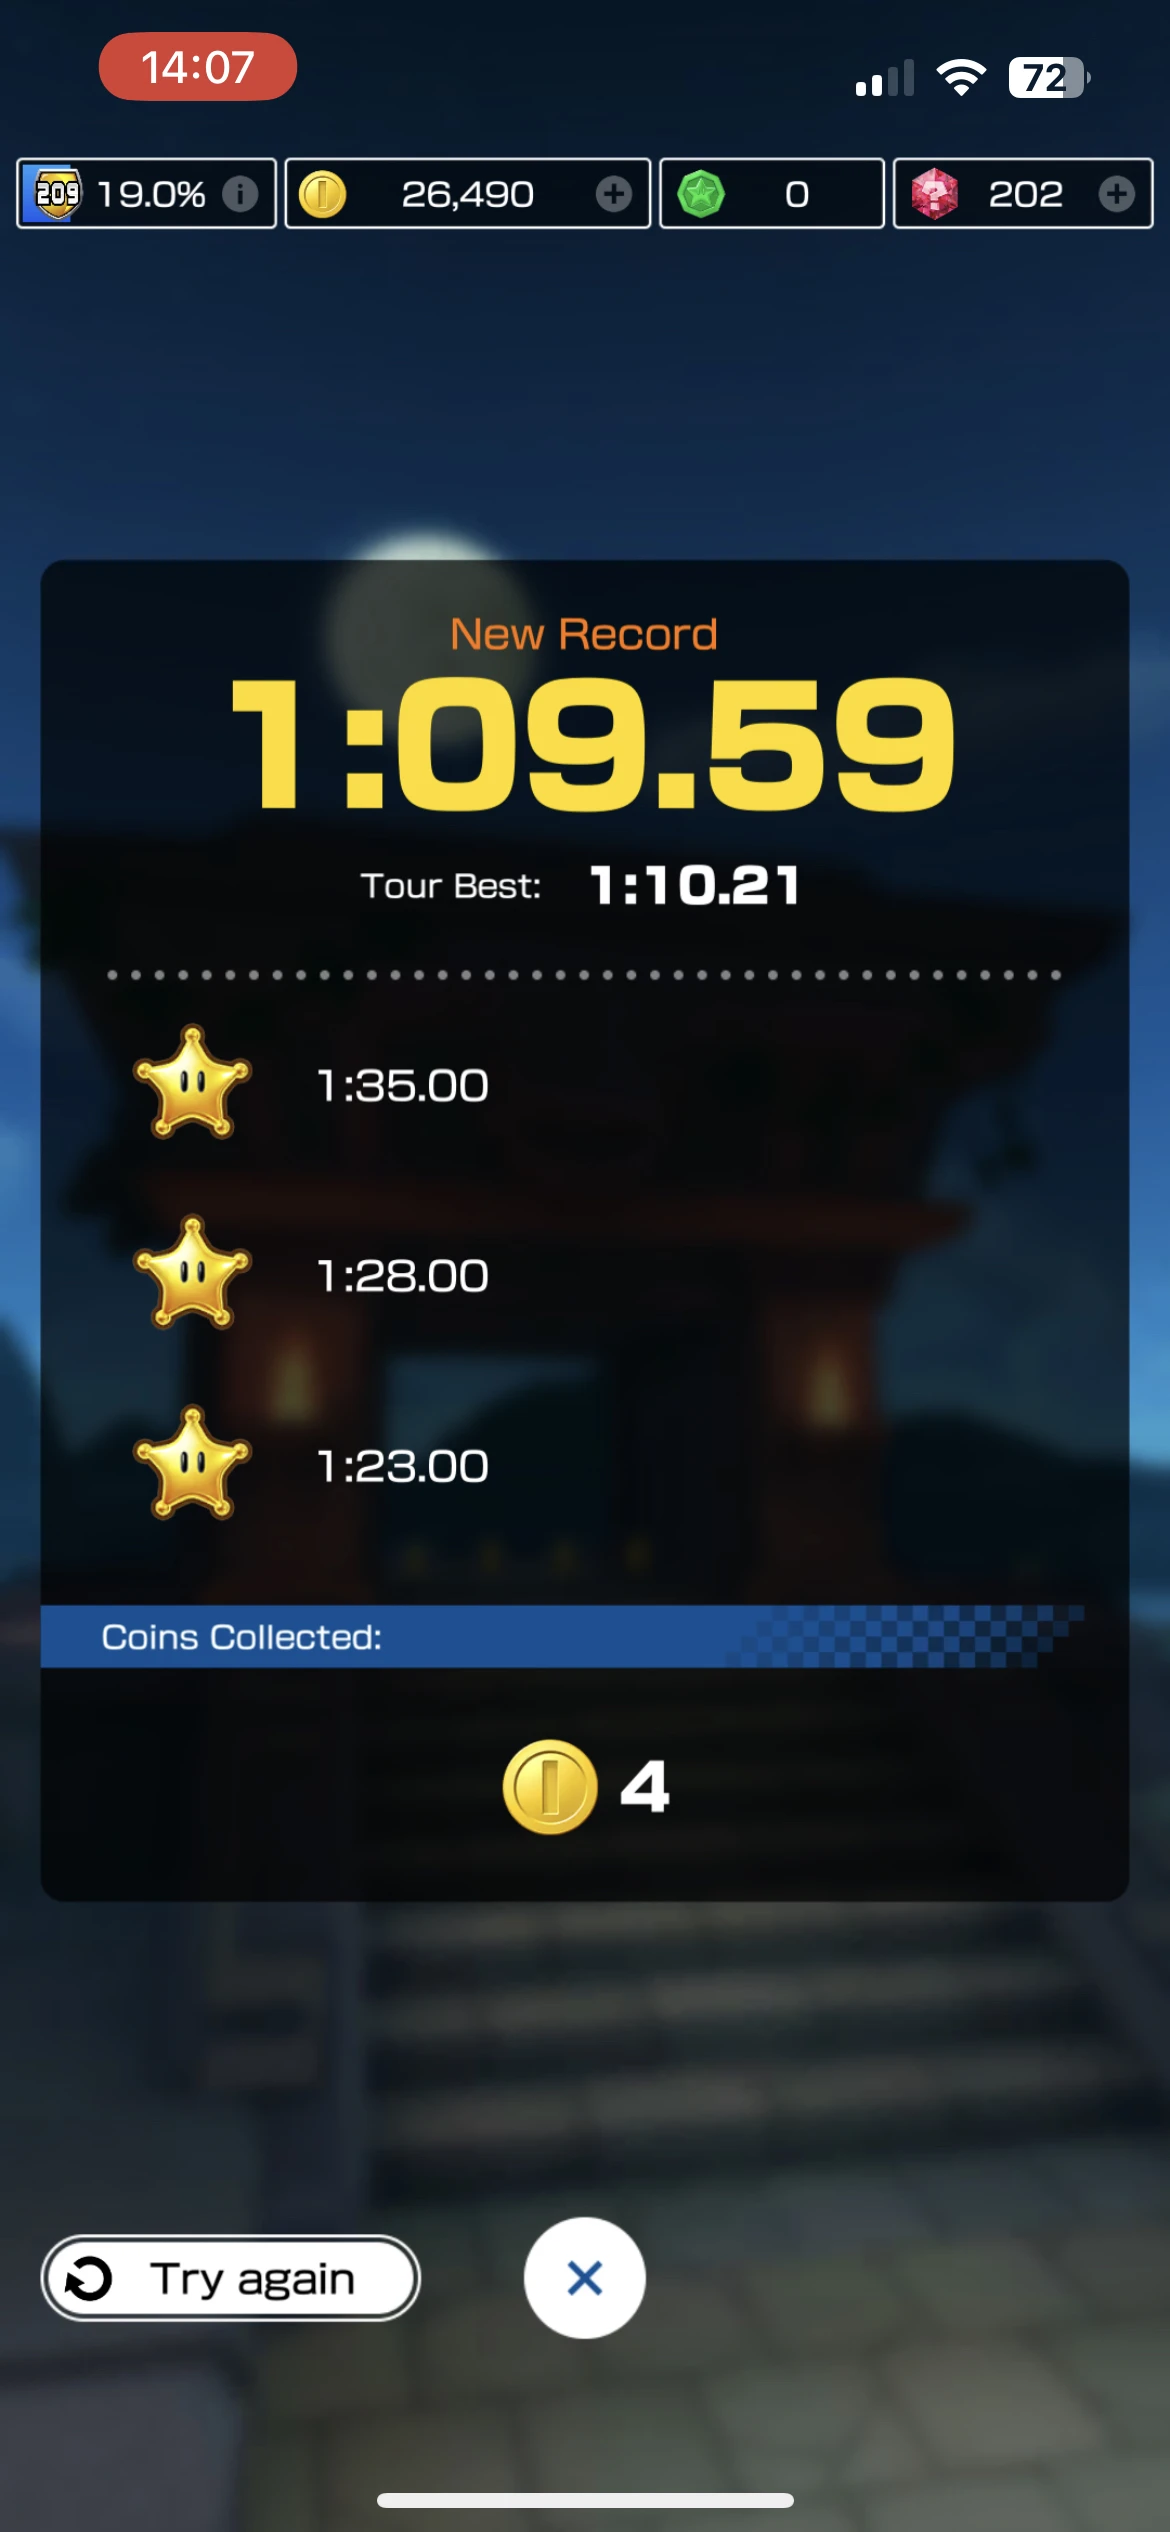 14:07
72
209 19.0% i 26,490 + 0 ? 202 +
New Record
1:09.59
Tour Best: 1:10.21
1:35.00
1:28.00
1:23.00
Coins Collected:
4
Try again